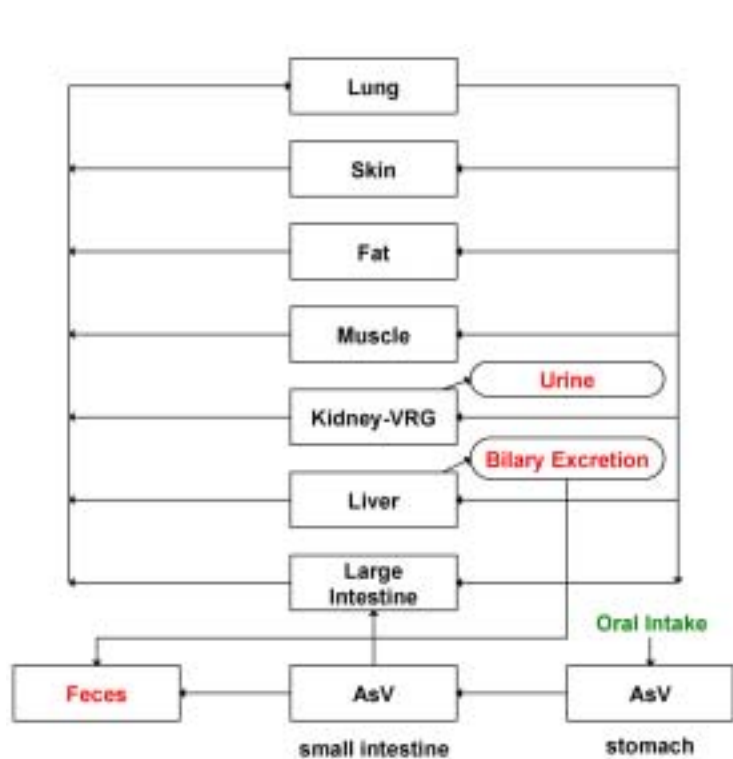 Lung
Skin
Fat
Muscle
Urine
Kidney-VRG
Bilary Excretion
Liver
Large
Intestine
Oral Intake
Feces
AsV
AsV
small intestine
stomach